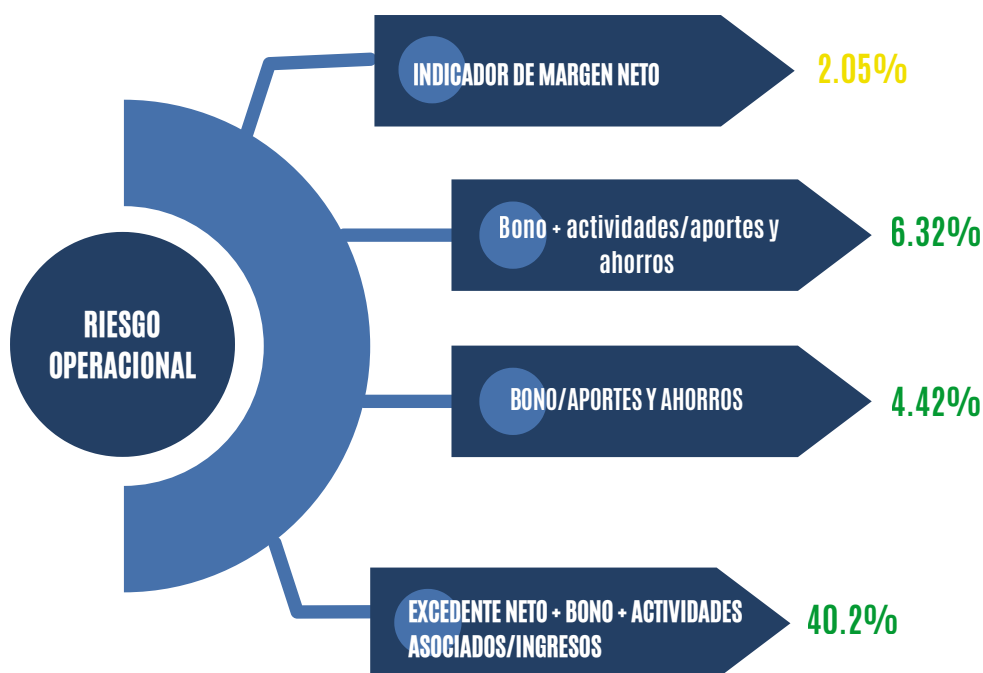 INDICADOR DE MARGEN NETO
2.05%
Bono + actividades/aportes y
ahorros
6.32%
RIESGO
OPERACIONAL
BONO/APORTES Y AHORROS
4.42%
EXCEDENTE NETO + BONO + ACTIVIDADES
ASOCIADOS/INGRESOS
40.2%